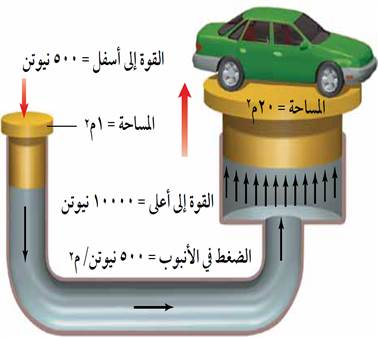 القوة إلى أسفل = ٥٠٠ نيوتن
المساحة = ٢٠م٢
المساحة = ١م٢
القوة إلى أعلى = ١٠٠٠٠ نيوتن
الضغط في الأنبوب = ٥٠٠ نيوتن/ م٢